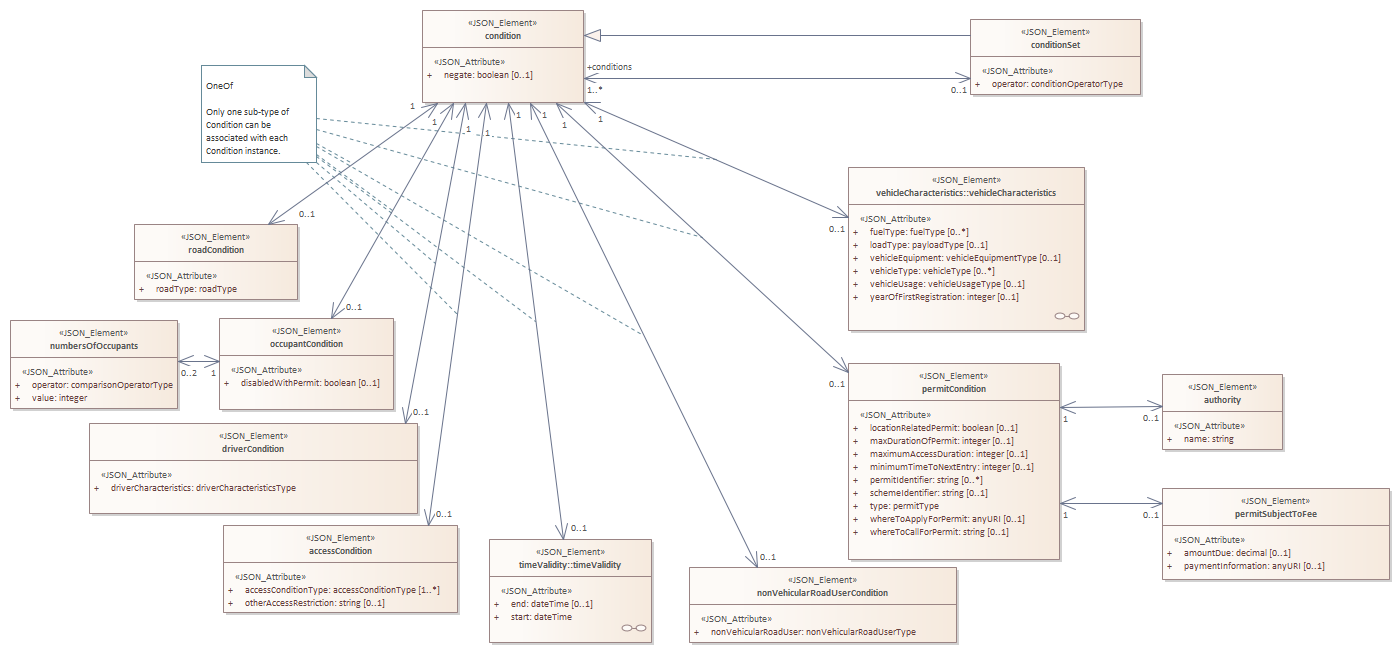 «JSON_Element»
condition
«JSON_Attribute»
+ negate: boolean [0..1]
«JSON_Element»
conditionSet
«JSON_Attribute»
+ operator: conditionOperatorType
+conditions
1..*
0..1
OneOf
Only one sub-type of
Condition can be
associated with each
Condition instance.
1
1
1
1
1
1
1
1
«JSON_Element»
vehicleCharacteristics::vehicleCharacteristics
«JSON_Attribute»
+ fuelType: fuelType [0..*]
+ loadType: payloadType [0..1]
+ vehicleEquipment: vehicleEquipmentType [0..1]
+ vehicleType: vehicleType [0..*]
+ vehicleUsage: vehicleUsageType [0..1]
+ yearOfFirstRegistration: integer [0..1]
0..1
0..1
«JSON_Element»
roadCondition
«JSON_Attribute»
+ roadType: roadType
0..1
«JSON_Element»
numbersOfOccupants
«JSON_Attribute»
+ operator: comparisonOperatorType
+ value: integer
0..2
1
«JSON_Element»
occupantCondition
«JSON_Attribute»
+ disabledWithPermit: boolean [0..1]
0..1
«JSON_Element»
permitCondition
«JSON_Attribute»
+ locationRelatedPermit: boolean [0..1]
+ maxDurationOfPermit: integer [0..1]
+ maximumAccessDuration: integer [0..1]
+ minimumTimeToNextEntry: integer [0..1]
+ permitIdentifier: string [0..*]
+ schemeIdentifier: string [0..1]
+ type: permitType
+ whereToApplyForPermit: anyURI [0..1]
+ whereToCallForPermit: string [0..1]
1
0..1
«JSON_Element»
authority
«JSON_Attribute»
+ name: string
1
0..1
«JSON_Element»
permitSubjectToFee
«JSON_Attribute»
+ amountDue: decimal [0..1]
+ paymentInformation: anyURI [0..1]
0..1
«JSON_Element»
driverCondition
«JSON_Attribute»
+ driverCharacteristics: driverCharacteristicsType
0..1
«JSON_Element»
accessCondition
«JSON_Attribute»
+ accessConditionType: accessConditionType [1..*]
+ otherAccessRestriction: string [0..1]
0..1
«JSON_Element»
timeValidity::timeValidity
«JSON_Attribute»
+ end: dateTime [0..1]
+ start: dateTime
0..1
«JSON_Element»
nonVehicularRoadUserCondition
«JSON_Attribute»
+ nonVehicularRoadUser: nonVehicularRoadUserType